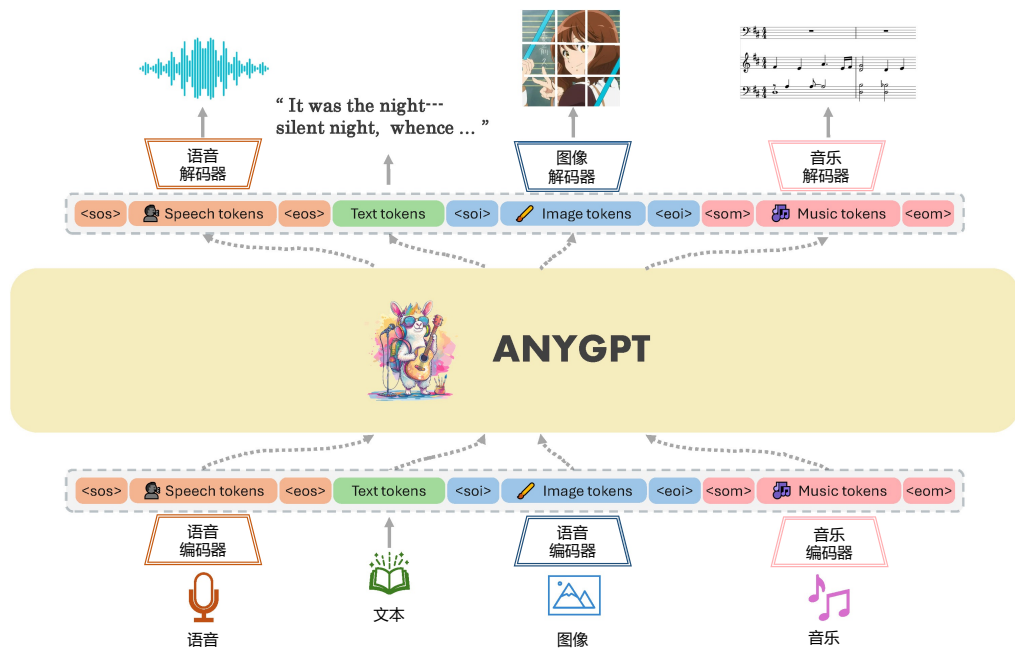 “ It was the night---
silent night, whence ... ”
语音
解码器
图像
解码器
音乐
解码器
<sos> Speech tokens <eos> Text tokens <soi> Image tokens <eoi> <som> Music tokens <eom>
ANYGPT
<sos> Speech tokens <eos> Text tokens <soi> Image tokens <eoi> <som> Music tokens <eom>
语音
编码器
语音
编码器
音乐
编码器
语音
文本
图像
音乐